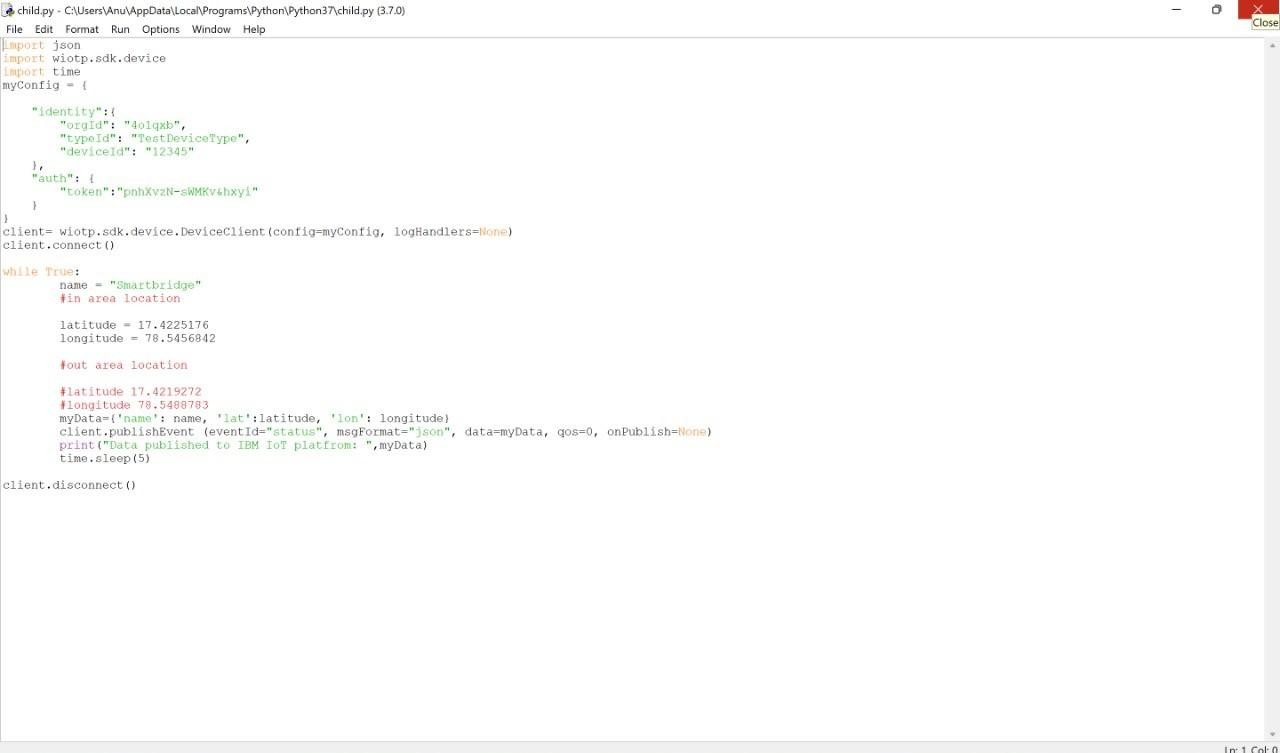 child.py - C:\Users\Anu\AppData\Local\Programs\Python\Python37\child.py (3.7.0)
Close
File Edit Format Run Options Window Help
import json
import wiotp.sdk.device
import time
myConfig = {
"identity":{
"orgId": "4o1qxb",
"typeId": "TestDeviceType",
"deviceId": "12345"
},
"auth": {
"token":"pnhXvzN-sWMKv&hxyi"
}
}
client= wiotp.sdk.device.DeviceClient(config=myConfig, logHandlers=None)
client.connect()
while True:
name = "Smartbridge"
#in area location
latitude = 17.4225176
longitude = 78.5456842
#out area location
#latitude 17.4219272
#longitude 78.5488783
myData={'name': name, 'lat':latitude, 'lon': longitude}
client.publishEvent (eventId="status", msgFormat="json", data=myData, qos=0, onPublish=None)
print("Data published to IBM IoT platfrom: ",myData)
time.sleep(5)
client.disconnect()
Ln: 1 Col: 0